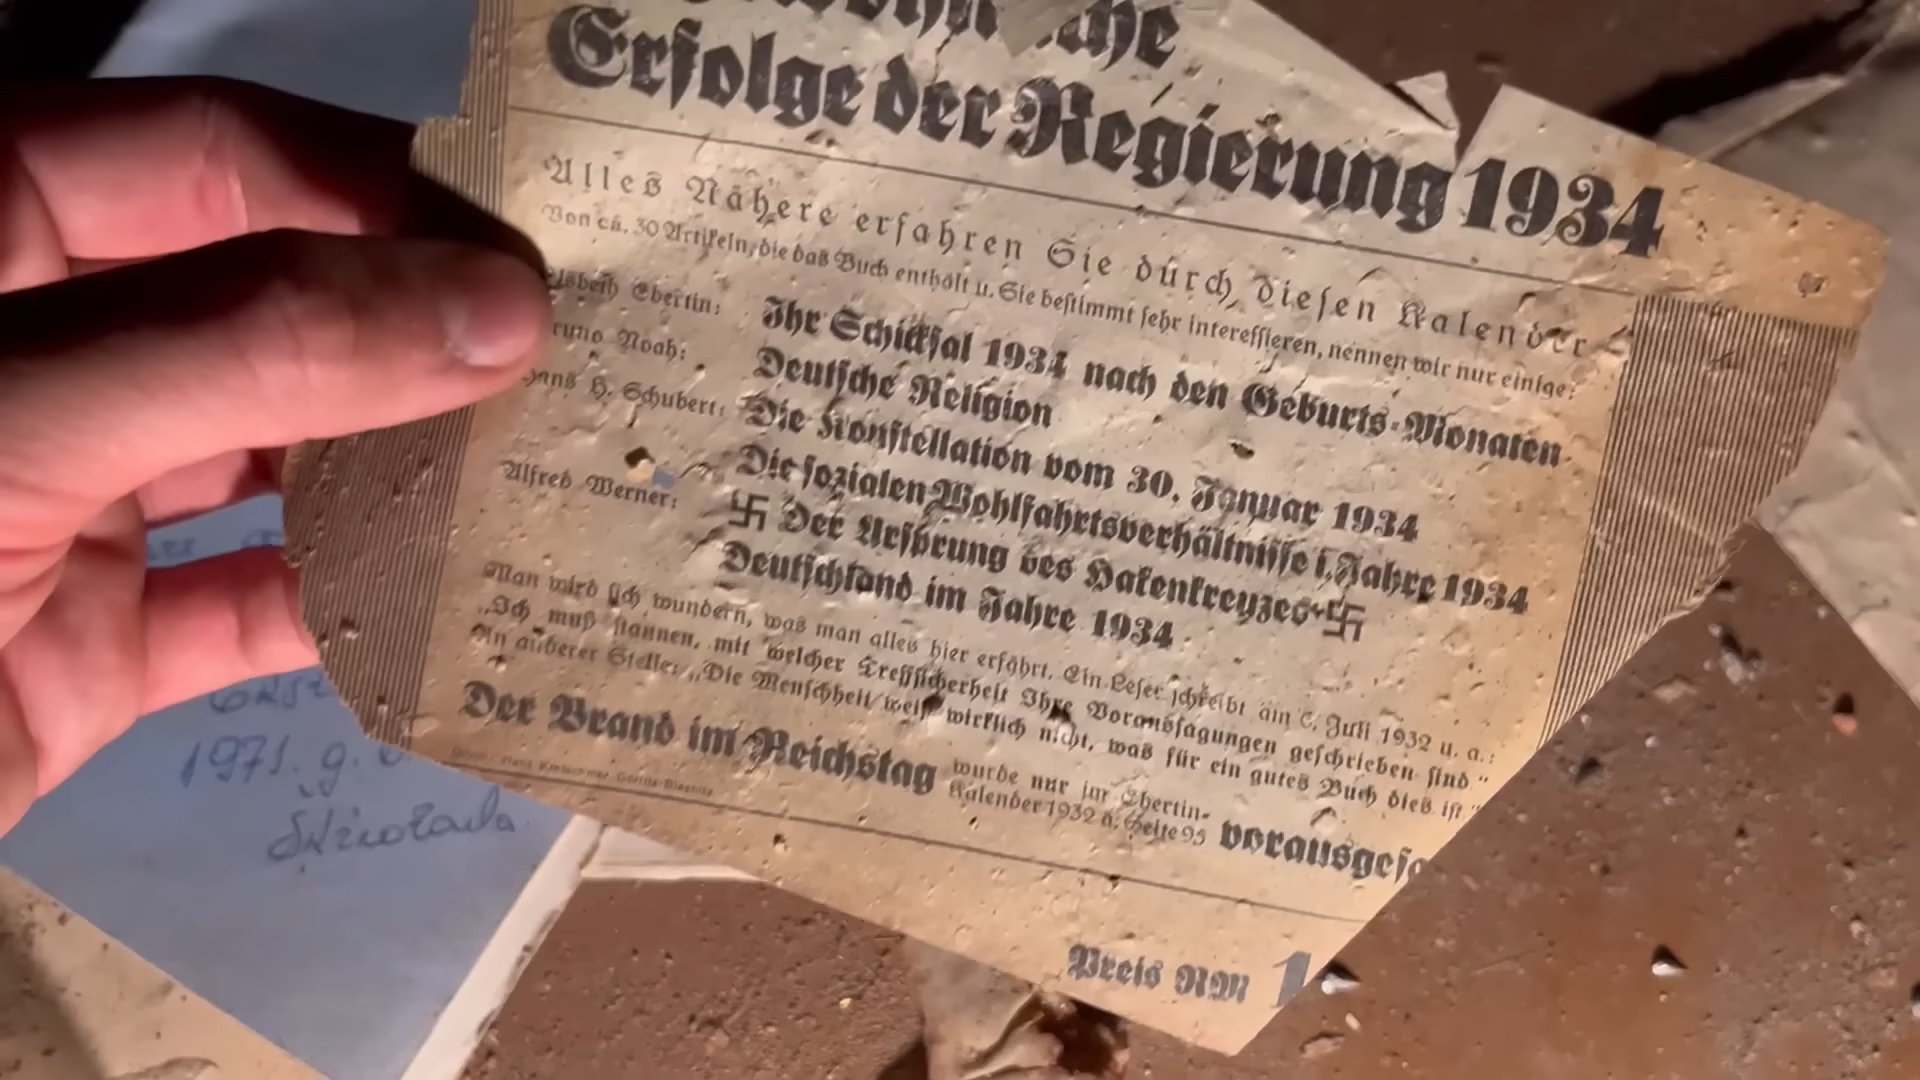 Erfolge der Regierung 1934
Alles Nähere erfahren Sie durch diesen Kalender
Von ca. 30 Artikeln, die das Buch enthält u. Sie bestimmt sehr interessieren, nennen wir nur einige:
Ebertin: Ihr Schicksal 1934 nach den Geburts-Monaten
Noah: Deutsche Religion
H. Schubert: Die Konstellation vom 30. Januar 1934
Die sozialen Wohlfahrtsverhältnisse i. Jahre 1934
Alfred Werner: 卐 Der Ursprung des Hakenkreuzes 卐
Deutschland im Jahre 1934
Man wird sich wundern, was man alles hier erfährt. Ein Leser schreibt am 6. Juli 1932 u. a.:
„Ich muß staunen, mit welcher Treffsicherheit Ihre Voraussagungen geschrieben sind“
An anderer Stelle: „Die Menschheit weiß wirklich nicht, was für ein gutes Buch dies ist“
Der Brand im Reichstag wurde nur im Ebertin-
Kalender 1932 a. Seite 95 vorausgesa
Preis RM 1
1971. g.